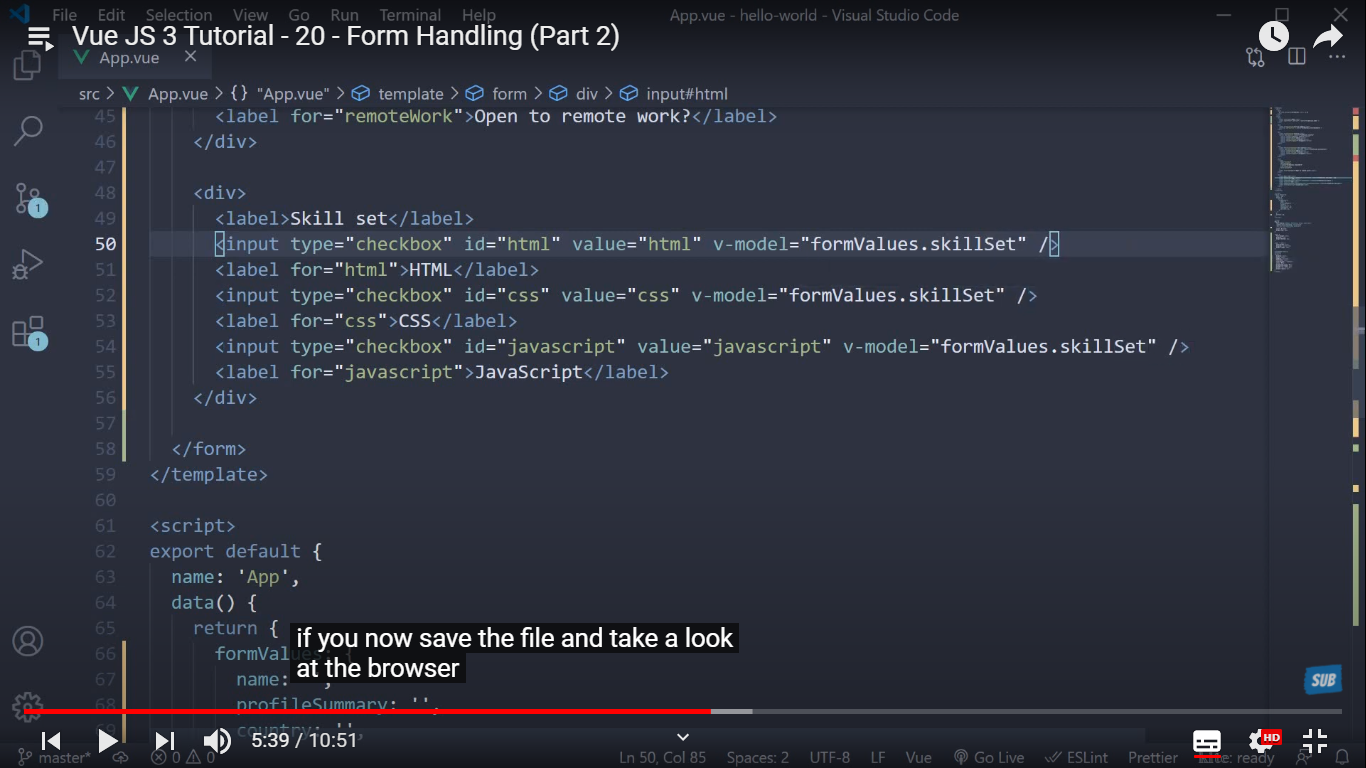 File Edit Selection View Go Run Terminal Help App.vue - hello-world - Visual Studio Code
Vue JS 3 Tutorial - 20 - Form Handling (Part 2)
App.vue
src > App.vue > {} "App.vue" > template > form > div > input#html
45 <label for="remoteWork">Open to remote work?</label>
46 </div>
47
48 <div>
49 <label>Skill set</label>
50 <input type="checkbox" id="html" value="html" v-model="formValues.skillSet" />
51 <label for="html">HTML</label>
52 <input type="checkbox" id="css" value="css" v-model="formValues.skillSet" />
53 <label for="css">CSS</label>
54 <input type="checkbox" id="javascript" value="javascript" v-model="formValues.skillSet" />
55 <label for="javascript">JavaScript</label>
56 </div>
57
58 </form>
59 </template>
60
61 <script>
62 export default {
63 name: 'App',
64 data() {
65 return {
66 formValues: {
67 name: '',
68 profileSummary: '',
69 country: '',
1
1
if you now save the file and take a look
at the browser
SUB
5:39 / 10:51
HD
master* 0 0 Ln 50, Col 85 Spaces: 2 UTF-8 LF Vue Go Live ESLint Prettier ready